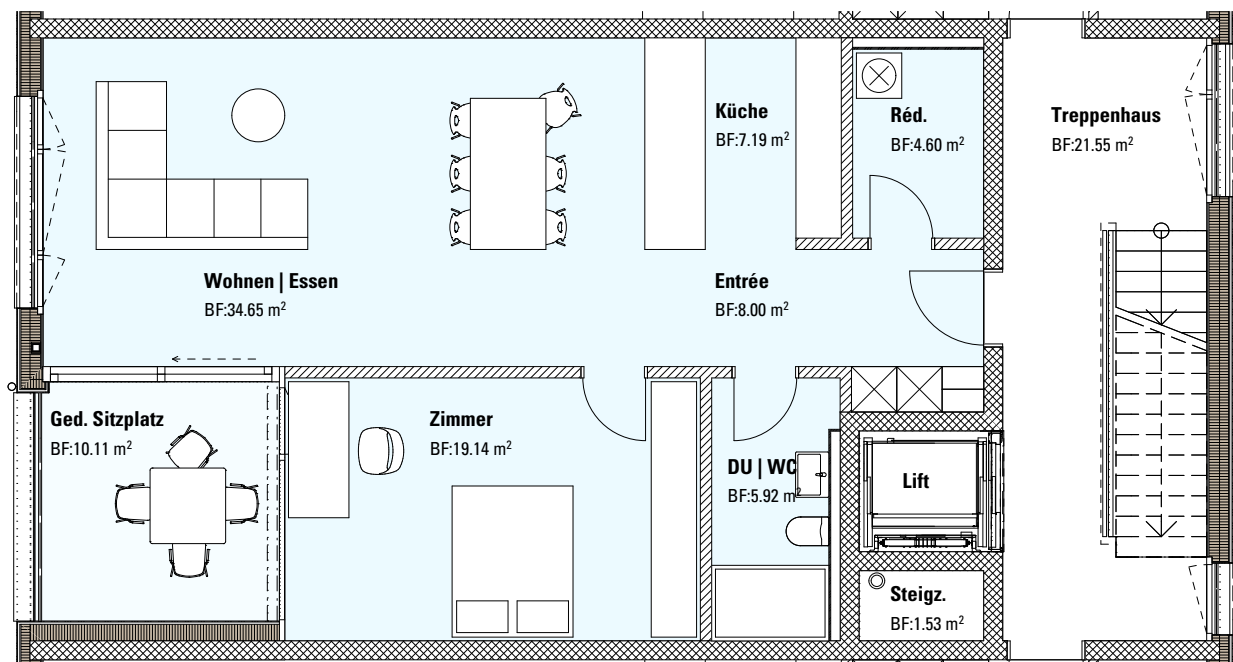 Küche
BF:7.19 m²
Réd.
BF:4.60 m²
Treppenhaus
BF:21.55 m²
Wohnen | Essen
BF:34.65 m²
Entrée
BF:8.00 m²
Ged. Sitzplatz
BF:10.11 m²
Zimmer
BF:19.14 m²
DU | WC
BF:5.92 m²
Lift
Steigz.
BF:1.53 m²